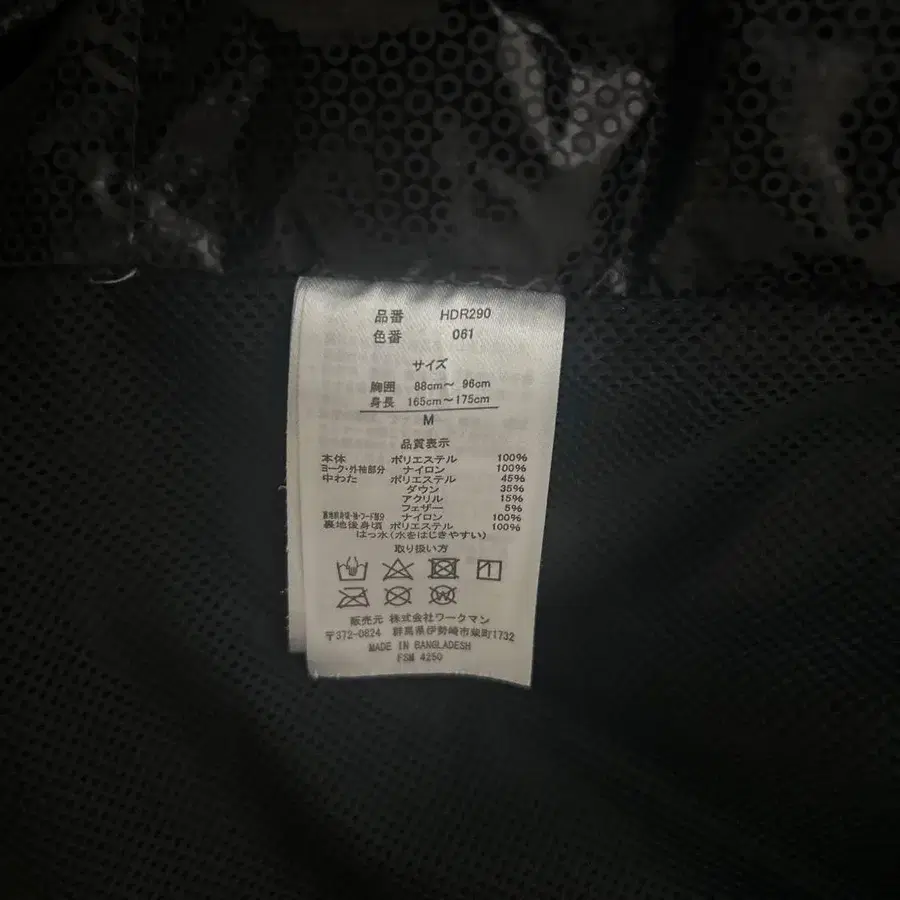 品番 HDR290
色番 061
サイズ
胸囲 88cm～ 96cm
身長 165cm～175cm
M
品質表示
本体 ポリエステル 100%
ヨーク・外袖部分 ナイロン 100%
中わた ポリエステル 45%
ダウン 35%
アクリル 15%
フェザー 5%
ナイロン 100%
裏地後身頃 ポリエステル 100%
はっ水(水をはじきやすい)
取り扱い方
販売元 株式会社ワークマン
〒372-0824 群馬県伊勢崎市柴町1732
MADE IN BANGLADESH
FSM 4250